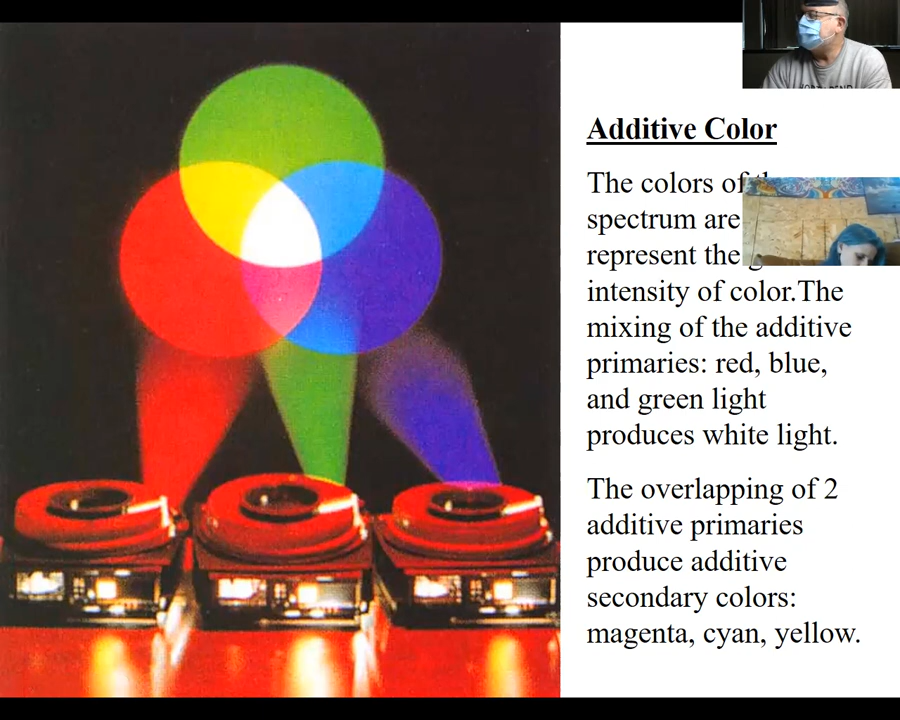 Additive Color
The colors of
spectrum are
represent the
intensity of color.The
mixing of the additive
primaries: red, blue,
and green light
produces white light.
The overlapping of 2
additive primaries
produce additive
secondary colors:
magenta, cyan, yellow.